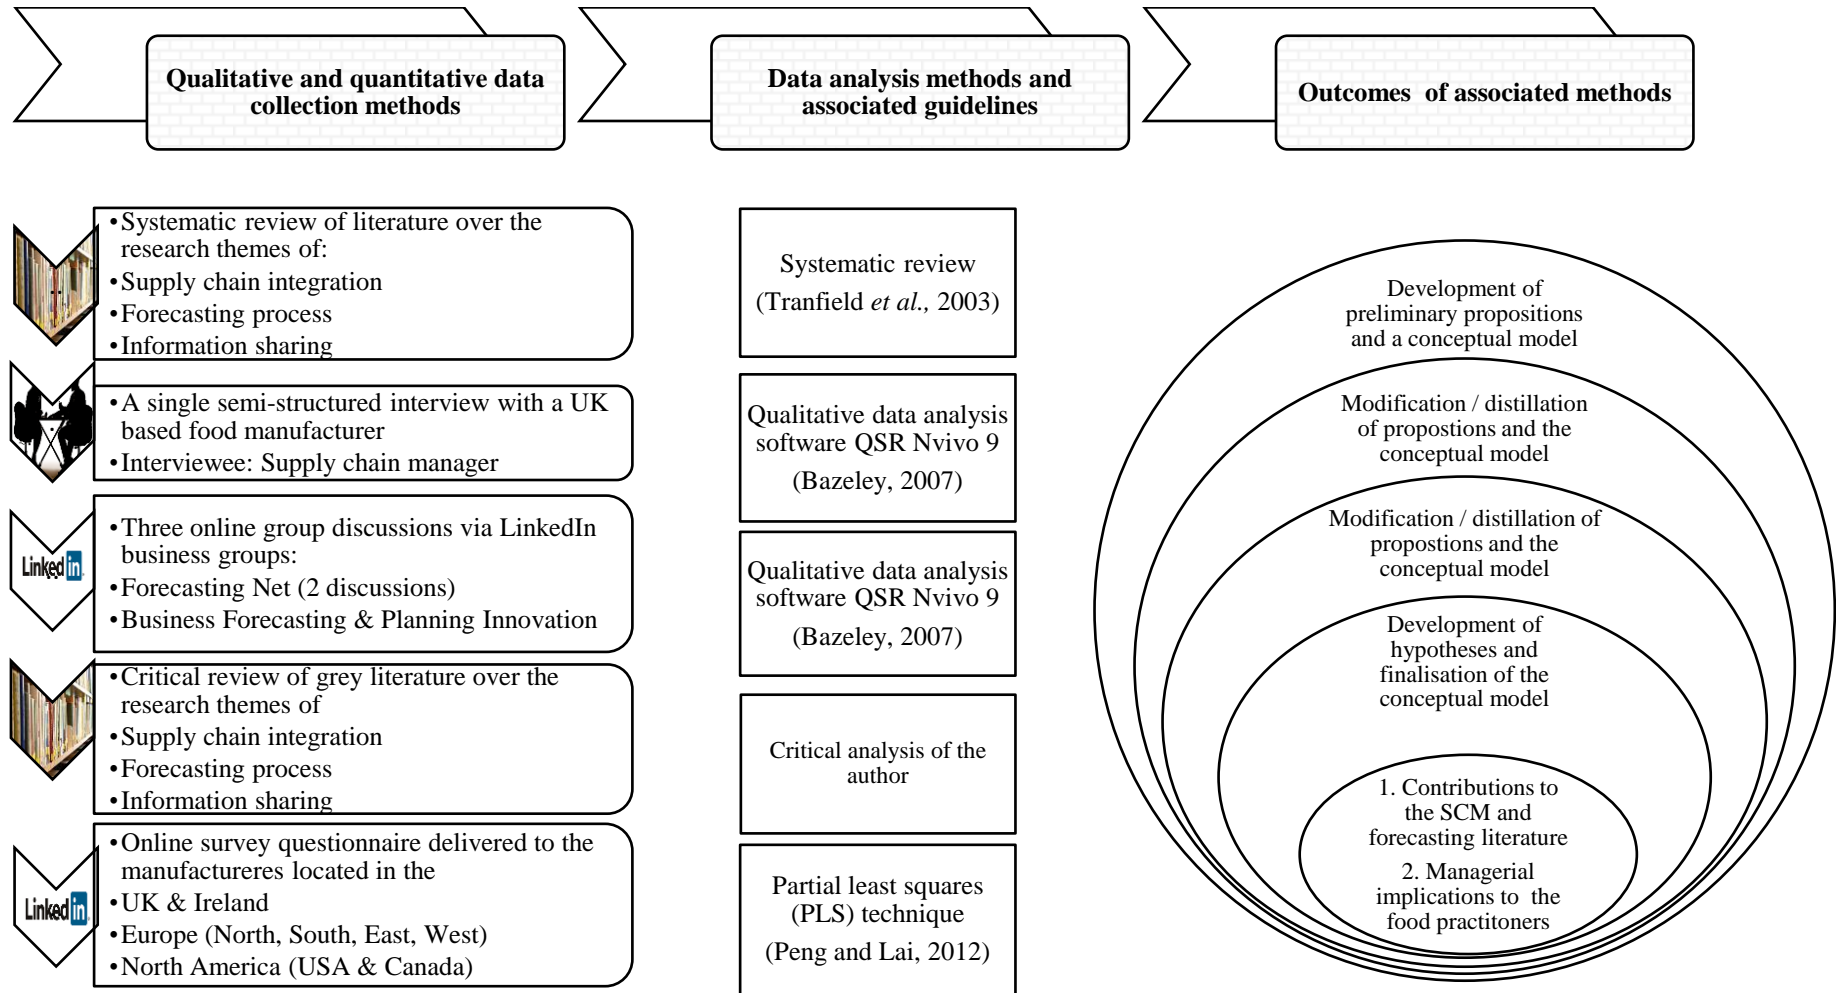 Qualitative and quantitative data
collection methods
Data analysis methods and
associated guidelines
Outcomes of associated methods
•Systematic review of literature over the
research themes of:
•Supply chain integration
•Forecasting process
•Information sharing
•A single semi-structured interview with a UK
based food manufacturer
•Interviewee: Supply chain manager
LinkedIn
•Three online group discussions via LinkedIn
business groups:
•Forecasting Net (2 discussions)
•Business Forecasting & Planning Innovation
•Critical review of grey literature over the
research themes of
•Supply chain integration
•Forecasting process
•Information sharing
LinkedIn
•Online survey questionnaire delivered to the
manufactureres located in the
•UK & Ireland
•Europe (North, South, East, West)
•North America (USA & Canada)
Systematic review
(Tranfield et al., 2003)
Qualitative data analysis
software QSR Nvivo 9
(Bazeley, 2007)
Qualitative data analysis
software QSR Nvivo 9
(Bazeley, 2007)
Critical analysis of the
author
Partial least squares
(PLS) technique
(Peng and Lai, 2012)
Development of
preliminary propositions
and a conceptual model
Modification / distillation
of propostions and the
conceptual model
Modification / distillation of
propostions and the
conceptual model
Development of
hypotheses and
finalisation of the
conceptual model
1. Contributions to
the SCM and
forecasting literature
2. Managerial
implications to the
food practitoners